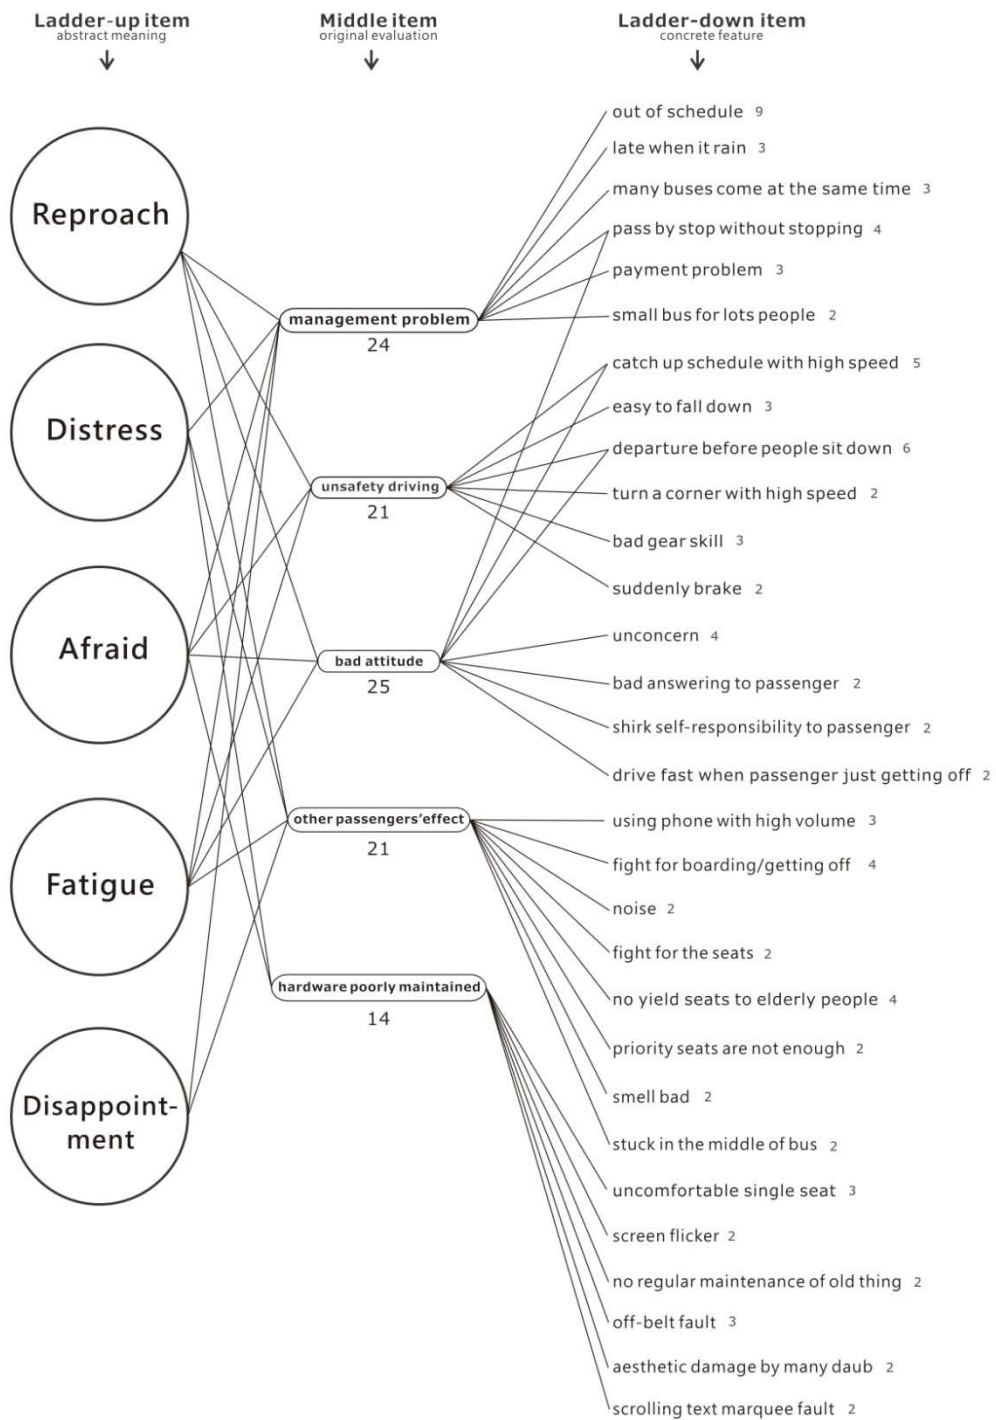 Ladder-up item
abstract meaning
Middle item
original evaluation
Ladder-down item
concrete feature
Reproach
Distress
Afraid
Fatigue
Disappoint-
ment
management problem
24
unsafety driving
21
bad attitude
25
other passengers'effect
21
hardware poorly maintained
14
out of schedule 9
late when it rain 3
many buses come at the same time 3
pass by stop without stopping 4
payment problem 3
small bus for lots people 2
catch up schedule with high speed 5
easy to fall down 3
departure before people sit down 6
turn a corner with high speed 2
bad gear skill 3
suddenly brake 2
unconcern 4
bad answering to passenger 2
shirk self-responsibility to passenger 2
drive fast when passenger just getting off 2
using phone with high volume 3
fight for boarding/getting off 4
noise 2
fight for the seats 2
no yield seats to elderly people 4
priority seats are not enough 2
smell bad 2
stuck in the middle of bus 2
uncomfortable single seat 3
screen flicker 2
no regular maintenance of old thing 2
off-belt fault 3
aesthetic damage by many daub 2
scrolling text marquee fault 2